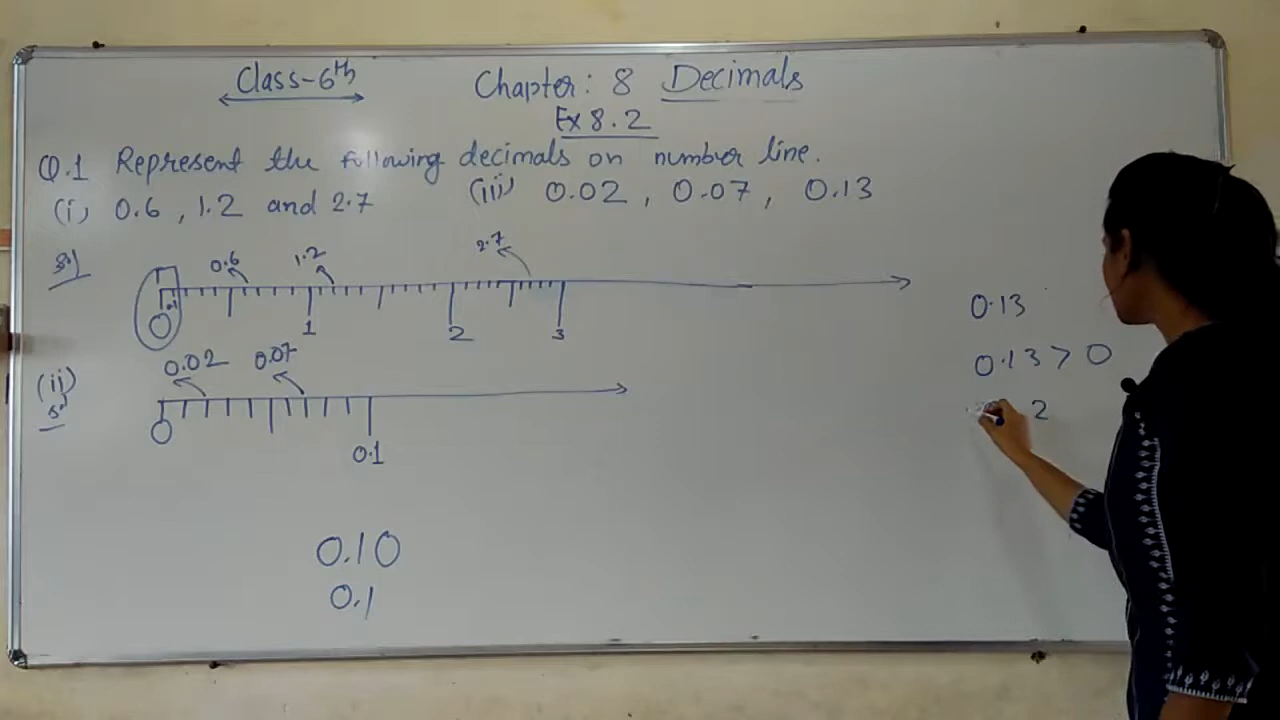 Class-6th Chapter: 8 Decimals
Ex 8.2
Q.1 Represent the following decimals on number line.
(i) 0.6, 1.2 and 2.7 (iii) 0.02, 0.07, 0.13
0.6 1.2 2.7
0 1 2 3
0.13
0.13 > 0
2
(ii) 0.02 0.07
0 0.1
0.10
0.1